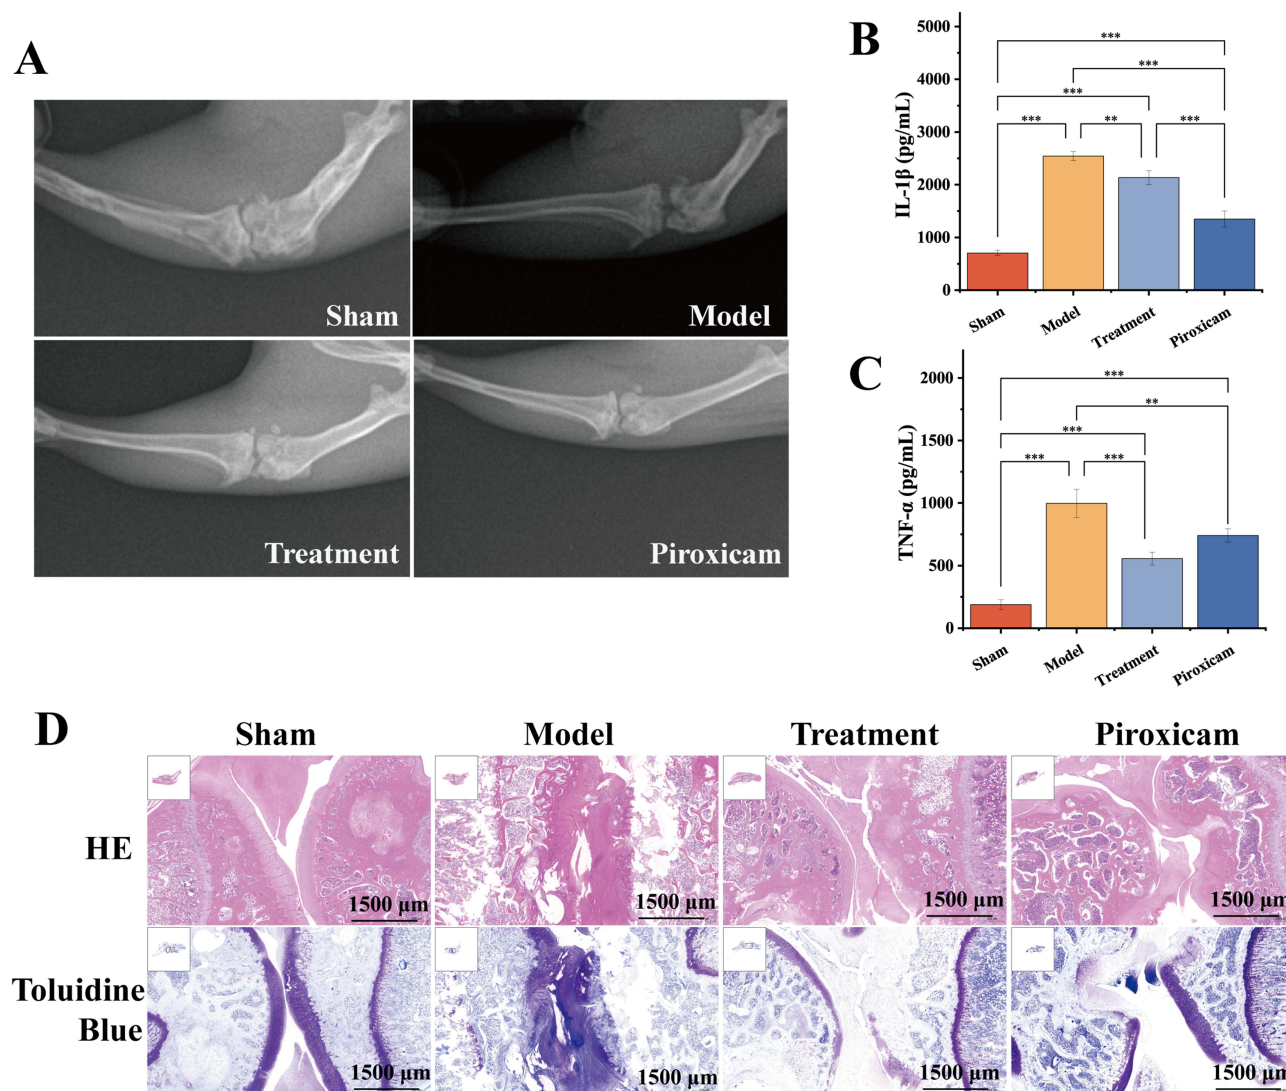 A
Sham
Model
Treatment
Piroxicam
B
IL-1β (pg/mL)
5000
4000
3000
2000
1000
0
***
***
***
***
**
***
Sham
Model
Treatment
Piroxicam
C
TNF-α (pg/mL)
2000
1500
1000
500
0
***
**
***
***
***
Sham
Model
Treatment
Piroxicam
D
Sham
Model
Treatment
Piroxicam
HE
1500 μm
1500 μm
1500 μm
1500 μm
Toluidine
Blue
1500 μm
1500 μm
1500 μm
1500 μm